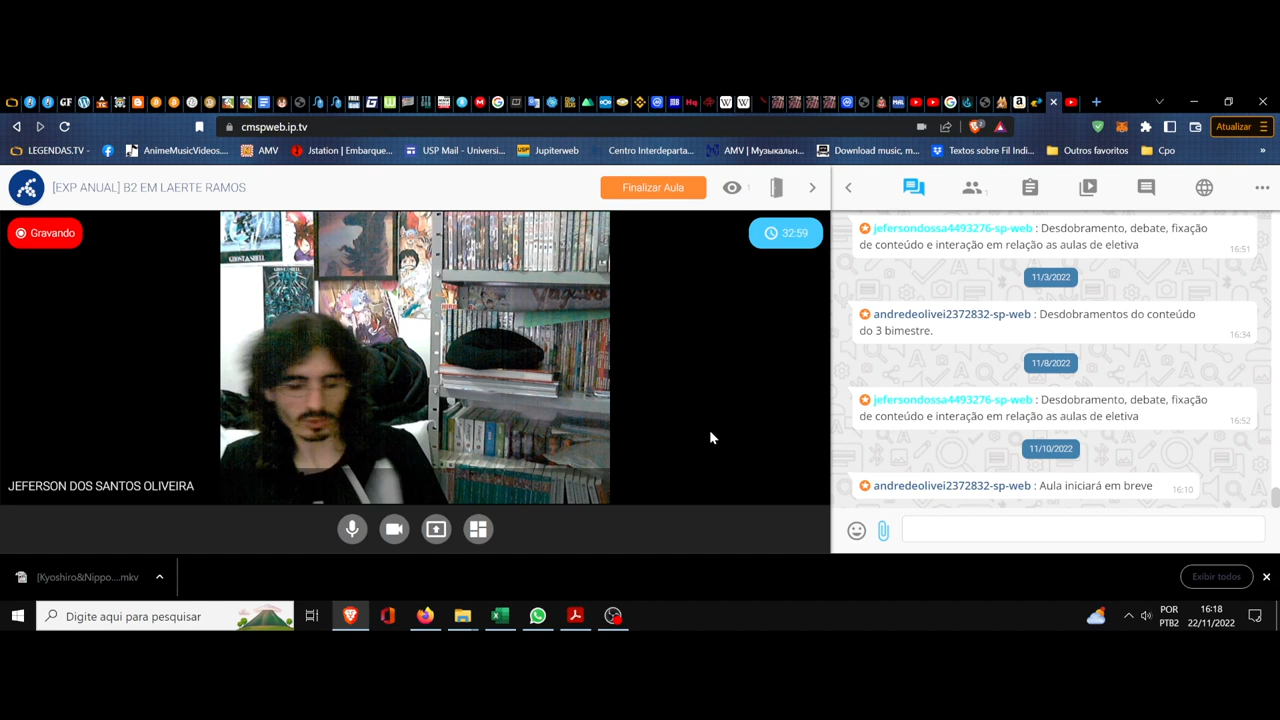 cmspweb.ip.tv
Atualizar
LEGENDAS.TV -
AnimeMusicVideos...
AMV
Jstation | Embarque...
USP Mail - Universi...
Jupiterweb
Centro Interdeparta...
AMV | Музыкальн...
Download music, m...
Textos sobre Fil Indi...
Outros favoritos
Cpo
»
[EXP ANUAL] B2 EM LAERTE RAMOS
Finalizar Aula
1
1
Gravando
32:59
GHOST & SHELL
JEFERSON DOS SANTOS OLIVEIRA
jefersondossa4493276-sp-web : Desdobramento, debate, fixação
de conteúdo e interação em relação as aulas de eletiva
16:51
11/3/2022
andredeolivei2372832-sp-web : Desdobramentos do conteúdo
do 3 bimestre.
16:34
11/8/2022
jefersondossa4493276-sp-web : Desdobramento, debate, fixação
de conteúdo e interação em relação as aulas de eletiva
16:52
11/10/2022
andredeolivei2372832-sp-web : Aula iniciará em breve
16:10
[Kyoshiro&Nippo....mkv
Exibir todos
Digite aqui para pesquisar
POR
PTB2
16:18
22/11/2022